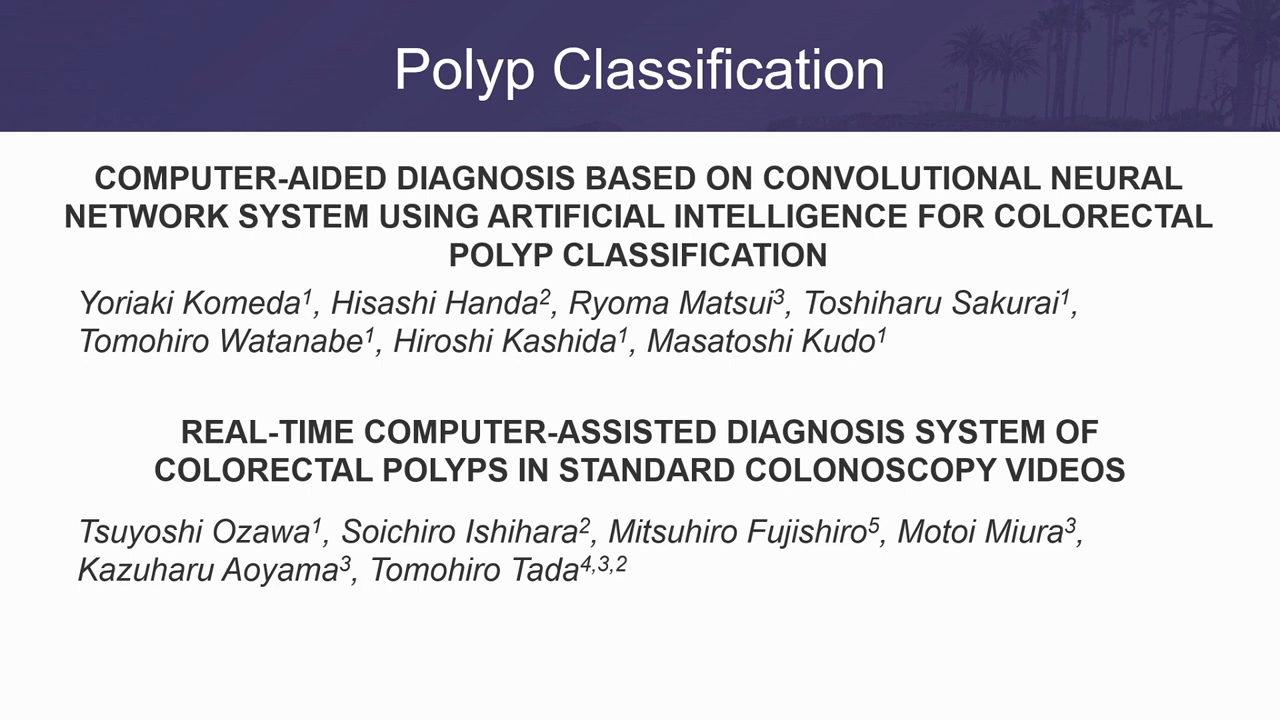 Polyp Classification
COMPUTER-AIDED DIAGNOSIS BASED ON CONVOLUTIONAL NEURAL
NETWORK SYSTEM USING ARTIFICIAL INTELLIGENCE FOR COLORECTAL
POLYP CLASSIFICATION
Yoriaki Komeda¹, Hisashi Handa², Ryoma Matsui³, Toshiharu Sakurai¹,
Tomohiro Watanabe¹, Hiroshi Kashida¹, Masatoshi Kudo¹
REAL-TIME COMPUTER-ASSISTED DIAGNOSIS SYSTEM OF
COLORECTAL POLYPS IN STANDARD COLONOSCOPY VIDEOS
Tsuyoshi Ozawa¹, Soichiro Ishihara², Mitsuhiro Fujishiro⁵, Motoi Miura³,
Kazuharu Aoyama³, Tomohiro Tada⁴,³,²